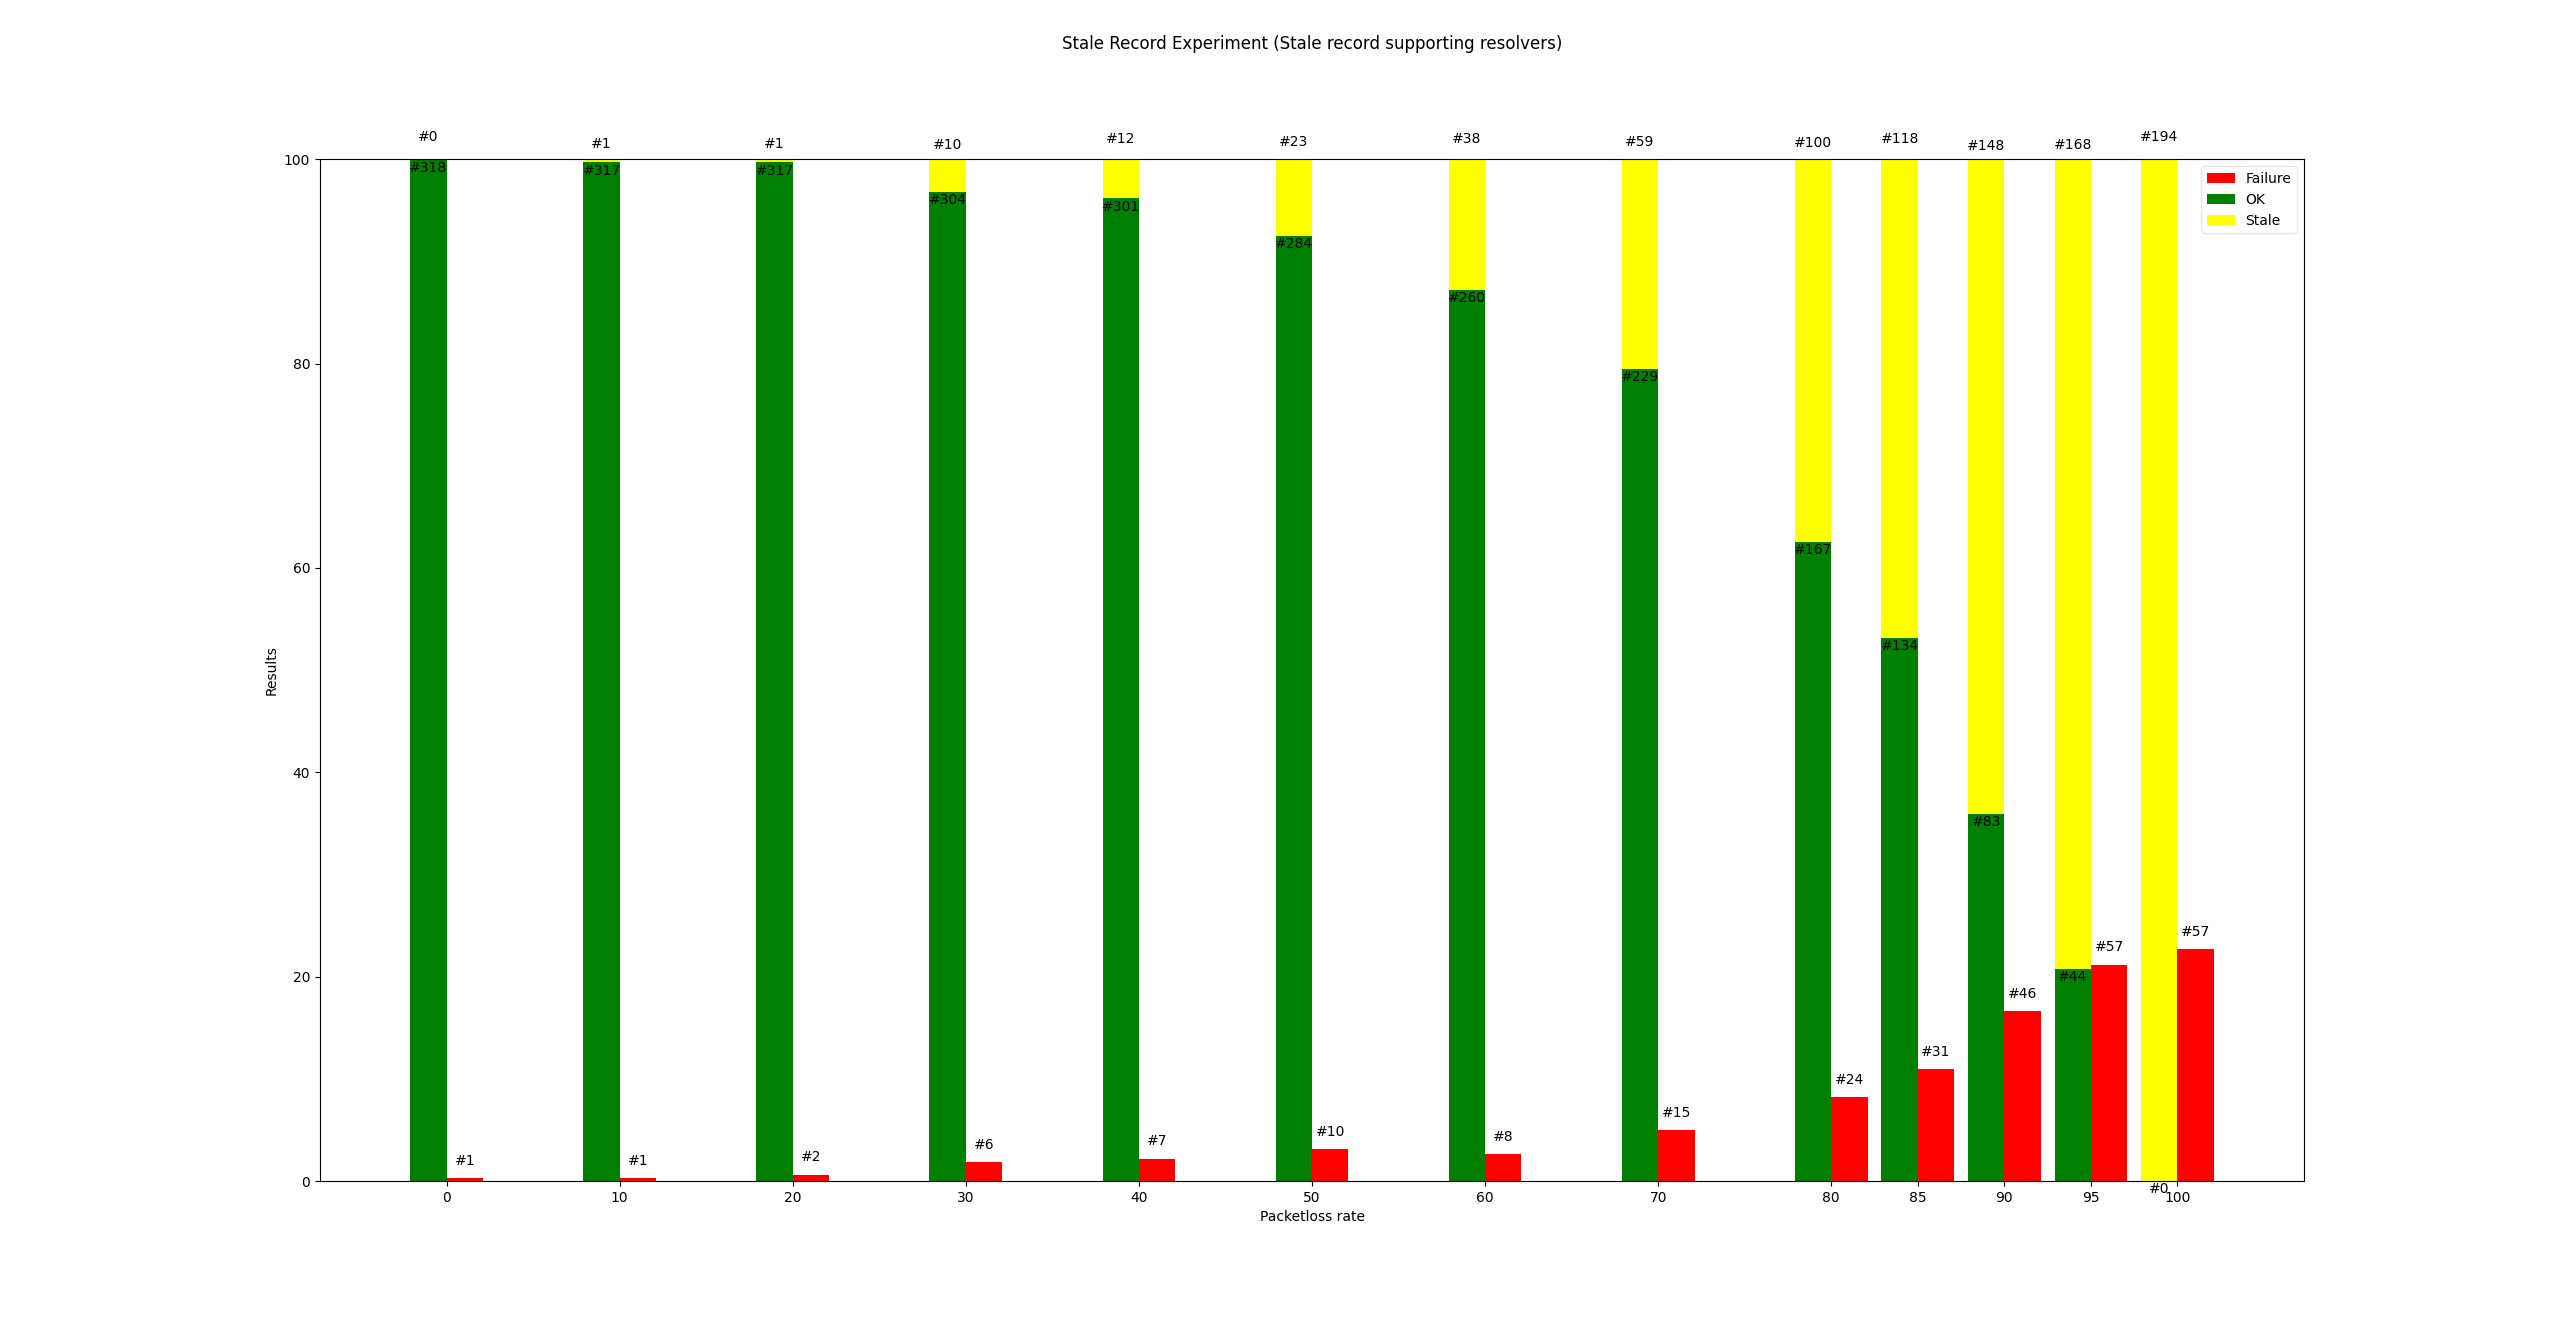 Stale Record Experiment (Stale record supporting resolvers)
#0 #1 #1 #10 #12 #23 #38 #59 #100 #118 #148 #168 #194
100
#318 #317 #317 #304 #301 #284 #260 #229 #167 #134 #83 #44 #0
Failure
OK
Stale
80
60
Results
40
20
0
#1 #1 #2 #6 #7 #10 #8 #15 #24 #31 #46 #57 #57
0 10 20 30 40 50 60 70 80 85 90 95 100
Packetloss rate